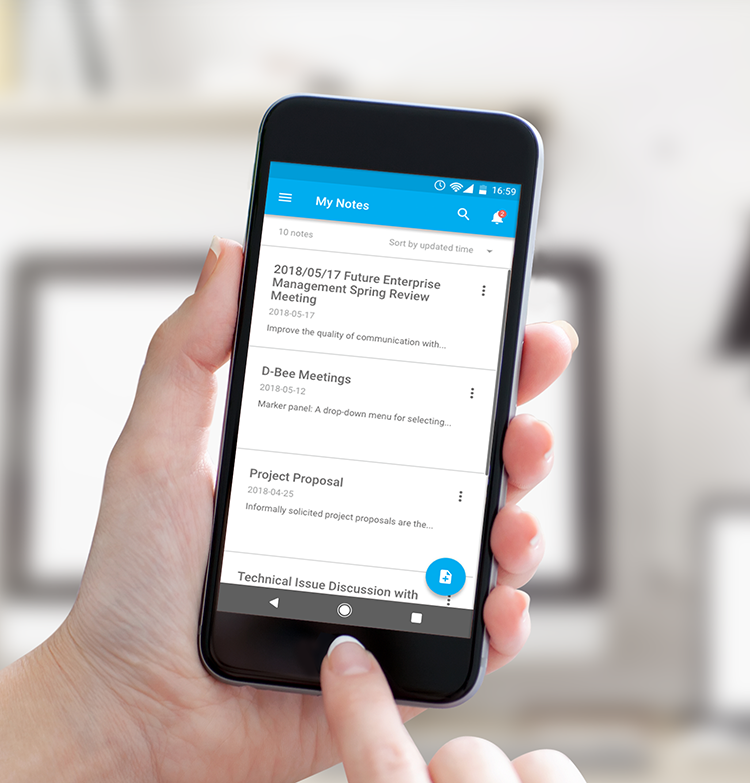 16:59
My Notes
2
10 notes
Sort by updated time
2018/05/17 Future Enterprise
Management Spring Review
Meeting
2018-05-17
Improve the quality of communication with...
D-Bee Meetings
2018-05-12
Marker panel: A drop-down menu for selecting...
Project Proposal
2018-04-25
Informally solicited project proposals are the...
Technical Issue Discussion with